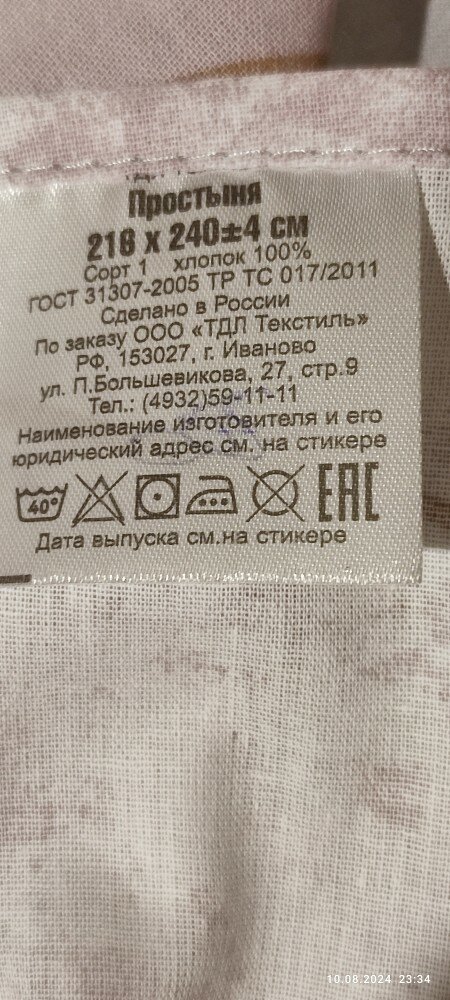 Простыня
216 х 240±4 см
Сорт 1 хлопок 100%
ГОСТ 31307-2005 ТР ТС 017/2011
Сделано в России
По заказу ООО «ТДЛ Текстиль»
РФ, 153027, г. Иваново
ул. П.Большевикова, 27, стр.9
Тел.: (4932)59-11-11
Наименование изготовителя и его
юридический адрес см. на стикере
40° EAC
Дата выпуска см.на стикере
10.08.2024 23:34